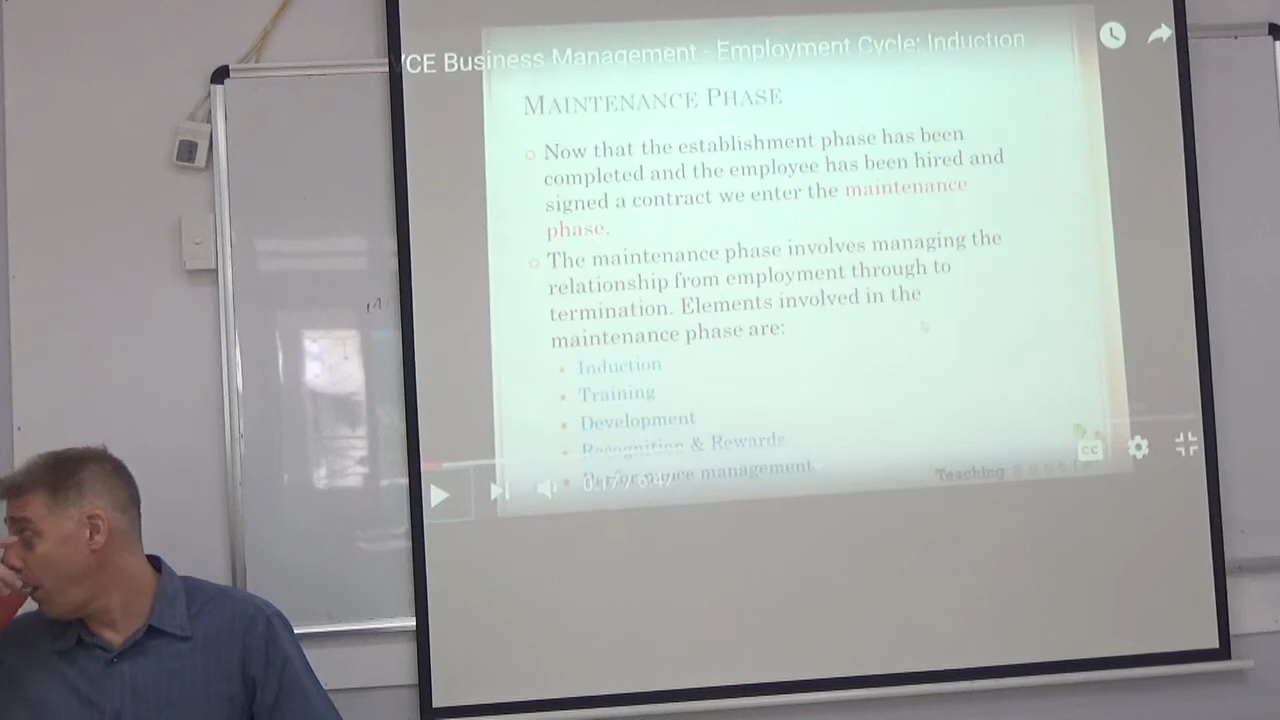 VCE Business Management - Employment Cycle: Induction
MAINTENANCE PHASE
Now that the establishment phase has been
completed and the employee has been hired and
signed a contract we enter the maintenance
phase.
The maintenance phase involves managing the
relationship from employment through to
termination. Elements involved in the
maintenance phase are:
Induction
Training
Development
Recognition & Rewards
Performance management
Teaching
CC